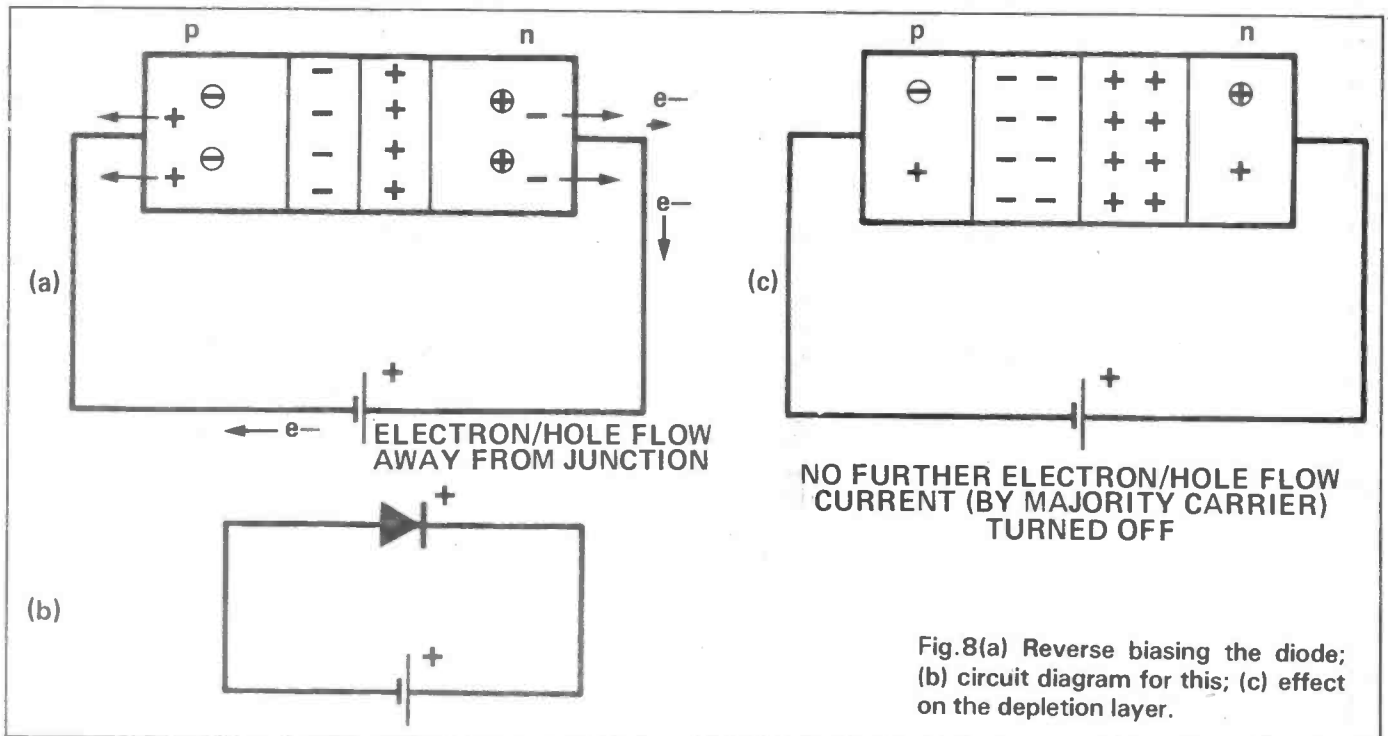 p
n
e–
e–
(a)
+
e–
ELECTRON/HOLE FLOW
AWAY FROM JUNCTION
+
(b)
+
p
n
(c)
+
NO FURTHER ELECTRON/HOLE FLOW
CURRENT (BY MAJORITY CARRIER)
TURNED OFF
Fig.8(a) Reverse biasing the diode;
(b) circuit diagram for this; (c) effect
on the depletion layer.